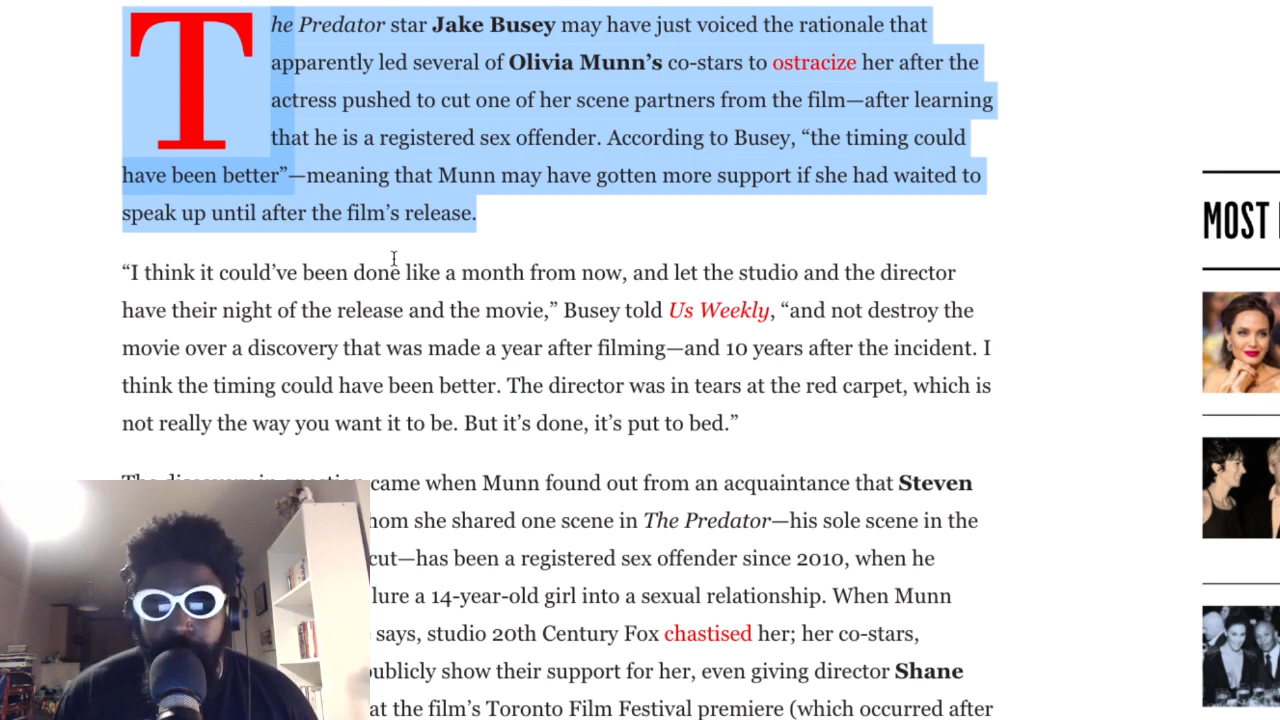 The Predator star Jake Busey may have just voiced the rationale that
apparently led several of Olivia Munn’s co-stars to ostracize her after the
actress pushed to cut one of her scene partners from the film—after learning
that he is a registered sex offender. According to Busey, “the timing could
have been better”—meaning that Munn may have gotten more support if she had waited to
speak up until after the film’s release.
“I think it could’ve been done like a month from now, and let the studio and the director
have their night of the release and the movie,” Busey told Us Weekly, “and not destroy the
movie over a discovery that was made a year after filming—and 10 years after the incident. I
think the timing could have been better. The director was in tears at the red carpet, which is
not really the way you want it to be. But it’s done, it’s put to bed.”
came when Munn found out from an acquaintance that Steven
she shared one scene in The Predator—his sole scene in the
cut—has been a registered sex offender since 2010, when he
lure a 14-year-old girl into a sexual relationship. When Munn
says, studio 20th Century Fox chastised her; her co-stars,
publicly show their support for her, even giving director Shane
at the film’s Toronto Film Festival premiere (which occurred after
MOST